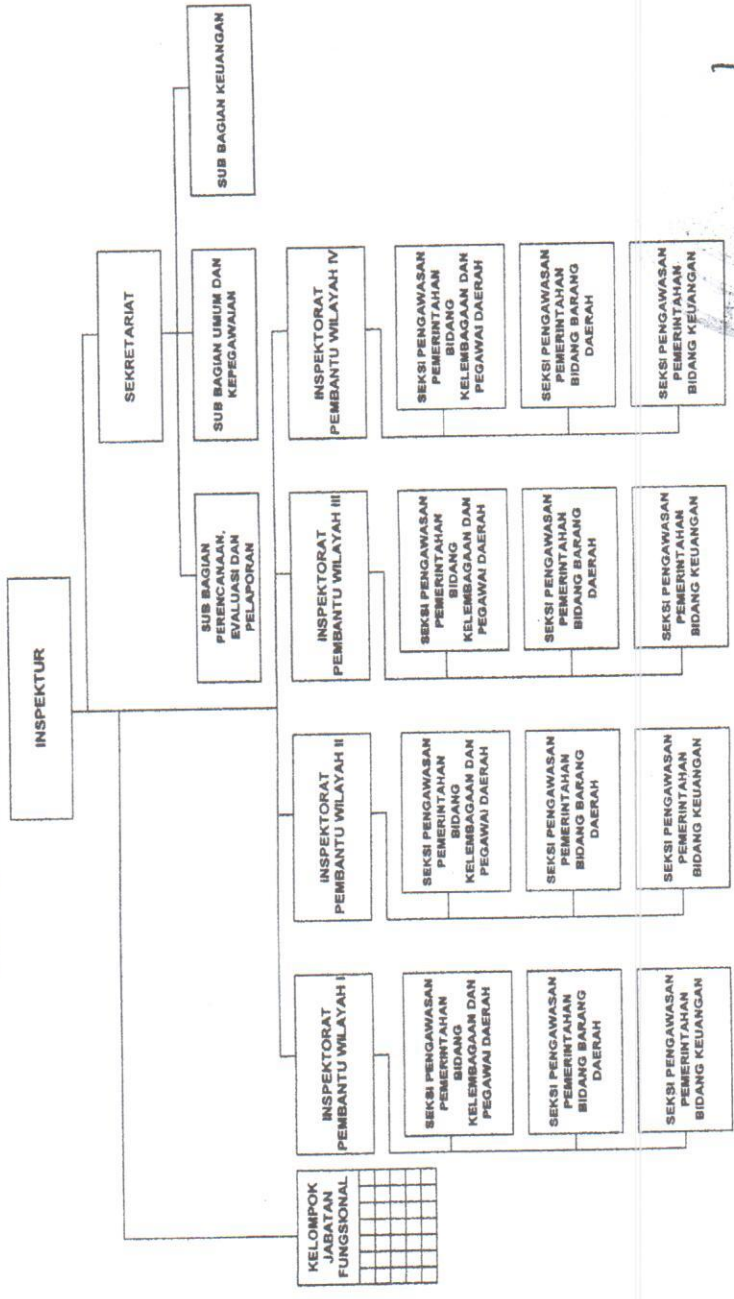 INSPEKTUR
SEKRETARIAT
SUB BAGIAN
PERENCANAAN,
EVALUASI DAN
PELAPORAN
SUB BAGIAN UMUM DAN
KEPEGAWAIAN
SUB BAGIAN KEUANGAN
KELOMPOK
JABATAN
FUNGSIONAL
INSPEKTORAT
PEMBANTU WILAYAH I
SEKSI PENGAWASAN
PEMERINTAHAN
BIDANG
KELEMBAGAAN DAN
PEGAWAI DAERAH
SEKSI PENGAWASAN
PEMERINTAHAN
BIDANG BARANG
DAERAH
SEKSI PENGAWASAN
PEMERINTAHAN
BIDANG KEUANGAN
INSPEKTORAT
PEMBANTU WILAYAH II
SEKSI PENGAWASAN
PEMERINTAHAN
BIDANG
KELEMBAGAAN DAN
PEGAWAI DAERAH
SEKSI PENGAWASAN
PEMERINTAHAN
BIDANG BARANG
DAERAH
SEKSI PENGAWASAN
PEMERINTAHAN
BIDANG KEUANGAN
INSPEKTORAT
PEMBANTU WILAYAH III
SEKSI PENGAWASAN
PEMERINTAHAN
BIDANG
KELEMBAGAAN DAN
PEGAWAI DAERAH
SEKSI PENGAWASAN
PEMERINTAHAN
BIDANG BARANG
DAERAH
SEKSI PENGAWASAN
PEMERINTAHAN
BIDANG KEUANGAN
INSPEKTORAT
PEMBANTU WILAYAH IV
SEKSI PENGAWASAN
PEMERINTAHAN
BIDANG
KELEMBAGAAN DAN
PEGAWAI DAERAH
SEKSI PENGAWASAN
PEMERINTAHAN
BIDANG BARANG
DAERAH
SEKSI PENGAWASAN
PEMERINTAHAN
BIDANG KEUANGAN